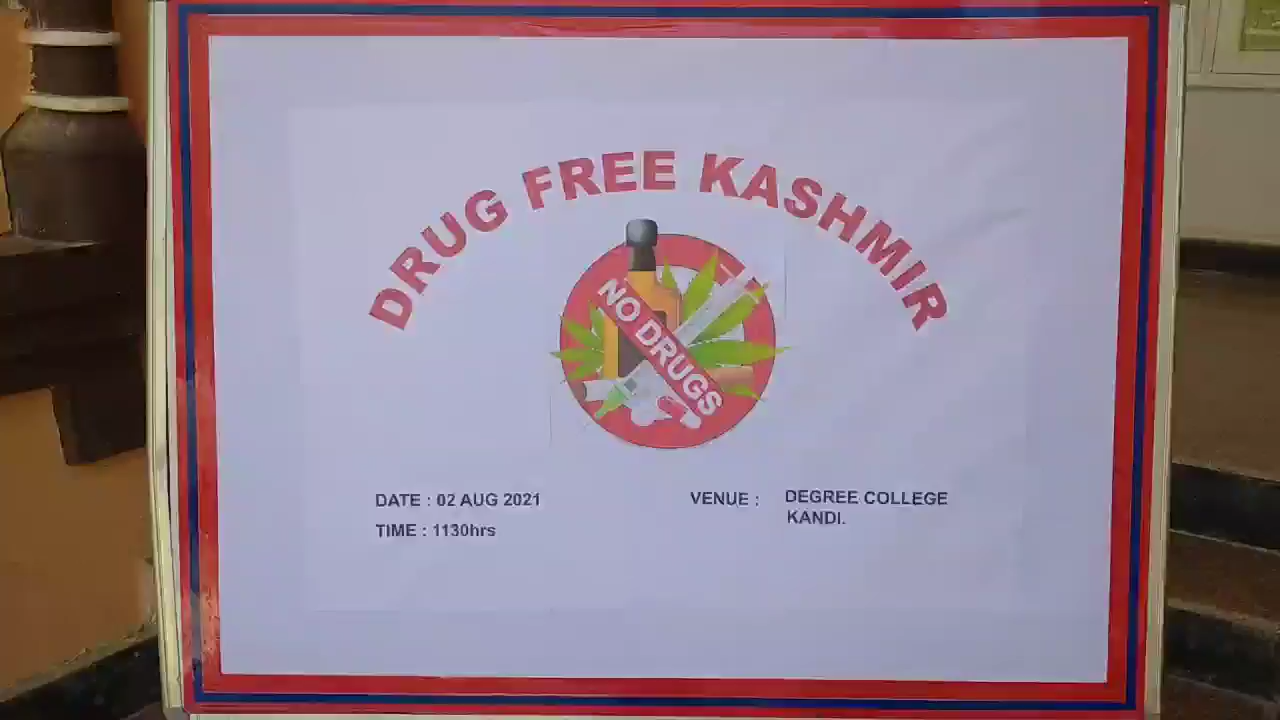 DRUG FREE KASHMIR
NO DRUGS
DATE : 02 AUG 2021
TIME : 1130hrs
VENUE : DEGREE COLLEGE
KANDI.